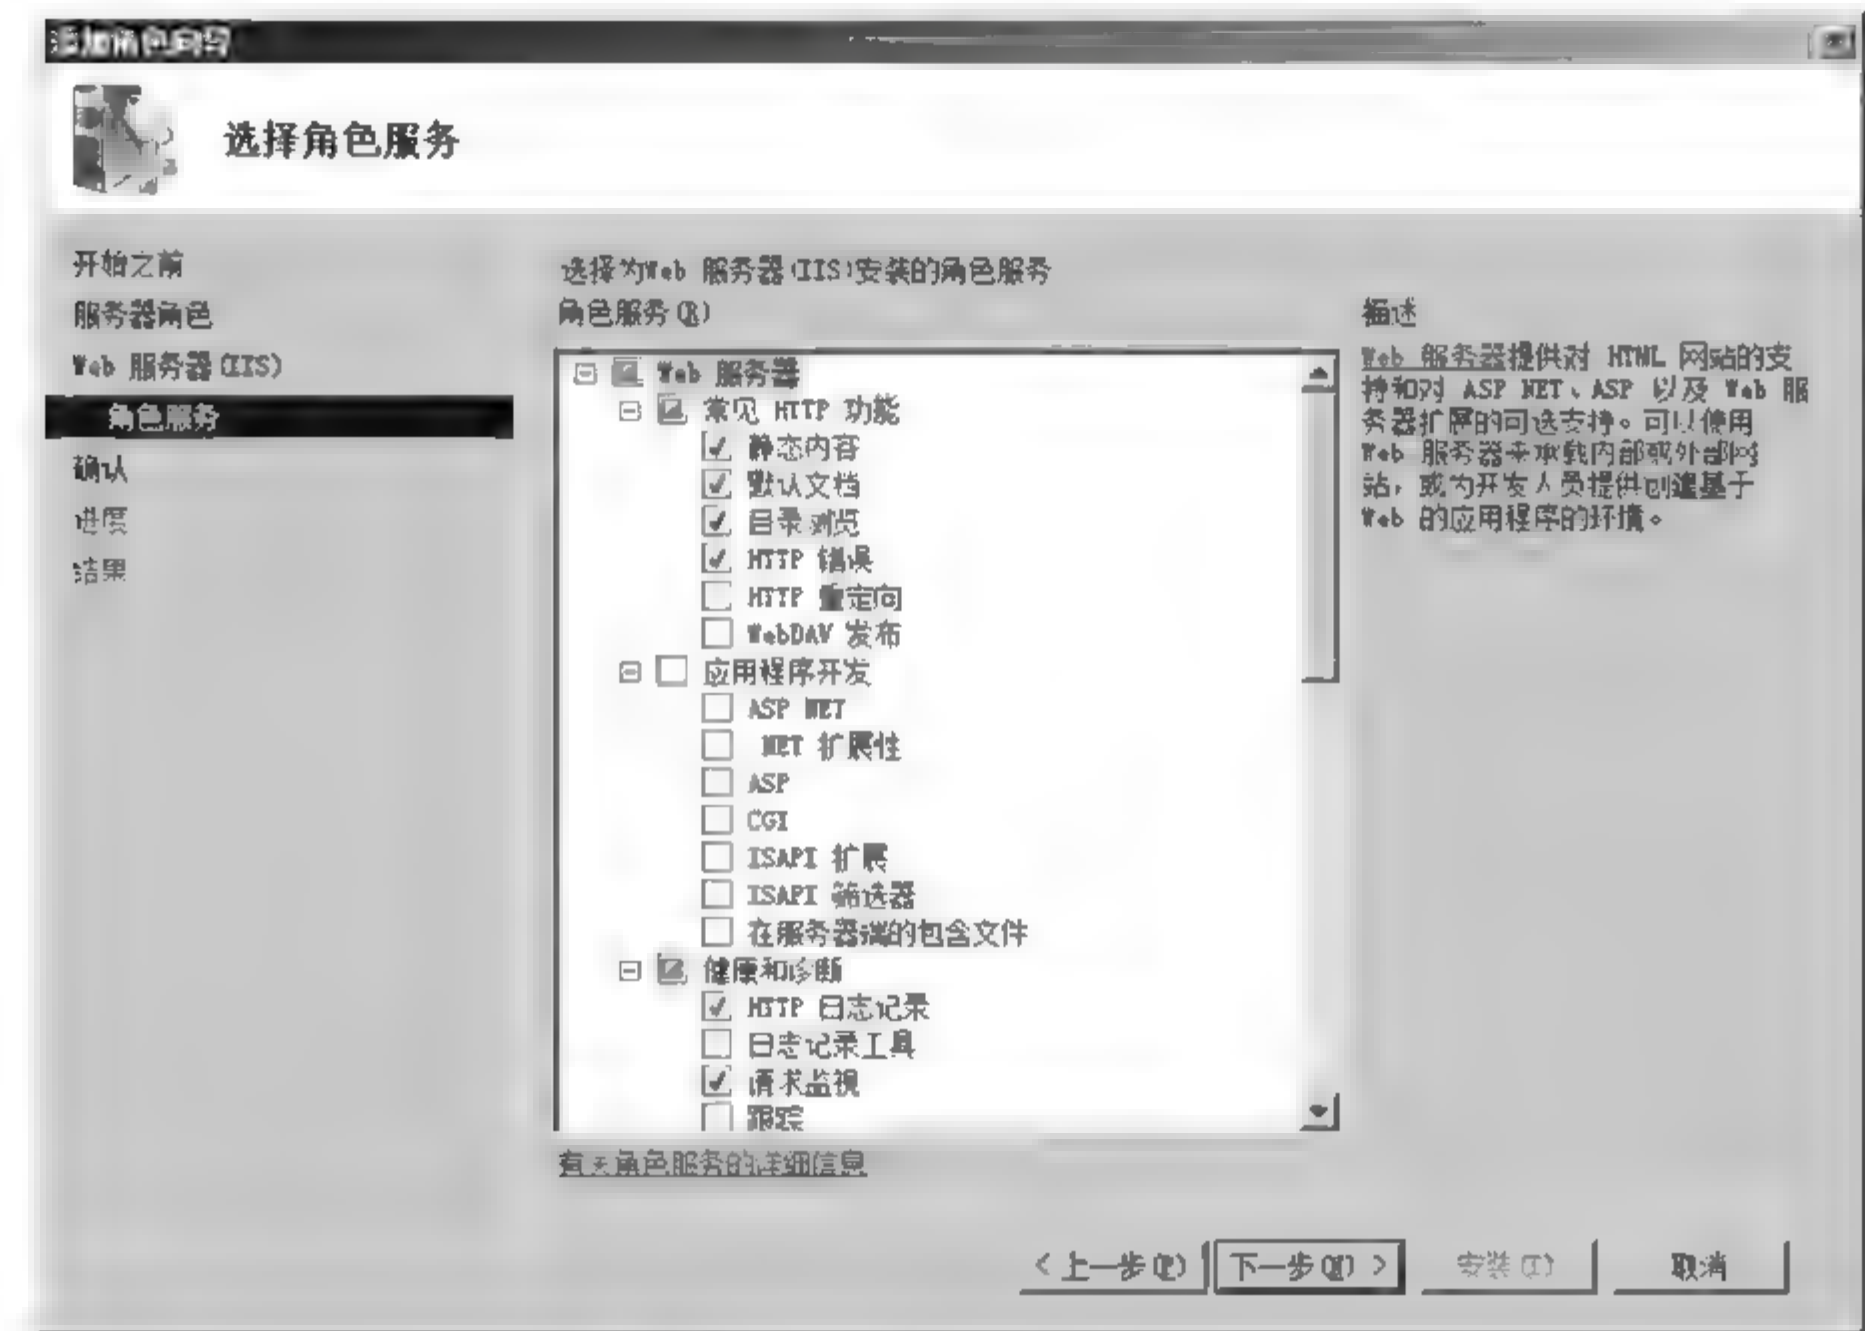 添加角色向导
选择角色服务
开始之前
服务器角色
Web 服务器(IIS)
角色服务
确认
进度
结果
选择为Web 服务器(IIS)安装的角色服务
角色服务(R)
Web 服务器
常见 HTTP 功能
静态内容
默认文档
目录浏览
HTTP 错误
HTTP 重定向
WebDAV 发布
应用程序开发
ASP NET
NET 扩展性
ASP
CGI
ISAPI 扩展
ISAPI 筛选器
在服务器端的包含文件
健康和诊断
HTTP 日志记录
日志记录工具
请求监视
跟踪
有关角色服务的详细信息
描述
Web 服务器提供对 HTML 网站的支
持和对 ASP NET、ASP 以及 Web 服
务器扩展的可选支持。可以使用
Web 服务器来承载内部或外部网
站，或为开发人员提供创建基于
Web 的应用程序的环境。
< 上一步(P)
下一步(N) >
安装(I)
取消